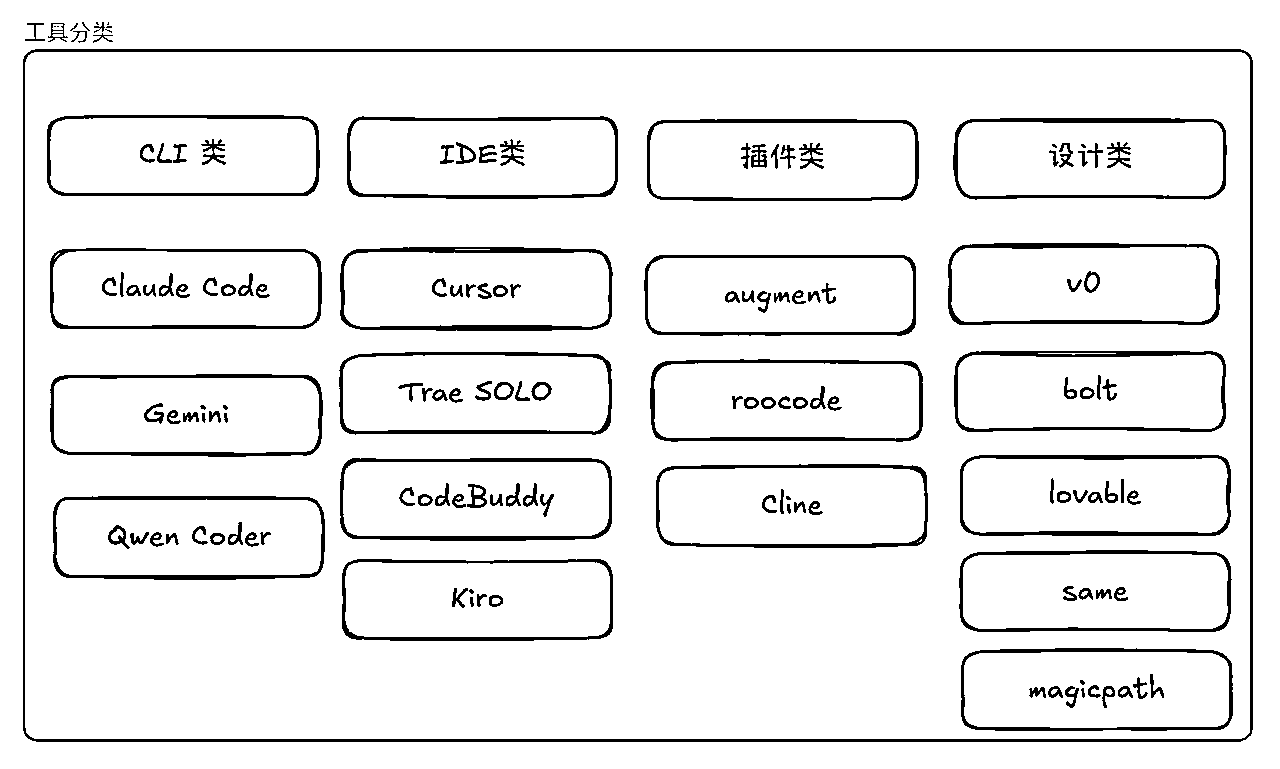 工具分类
CLI 类
IDE类
插件类
设计类
Claude Code
Cursor
augment
v0
Gemini
Trae SOLO
roocode
bolt
Qwen Coder
CodeBuddy
Cline
lovable
Kiro
same
magicpath